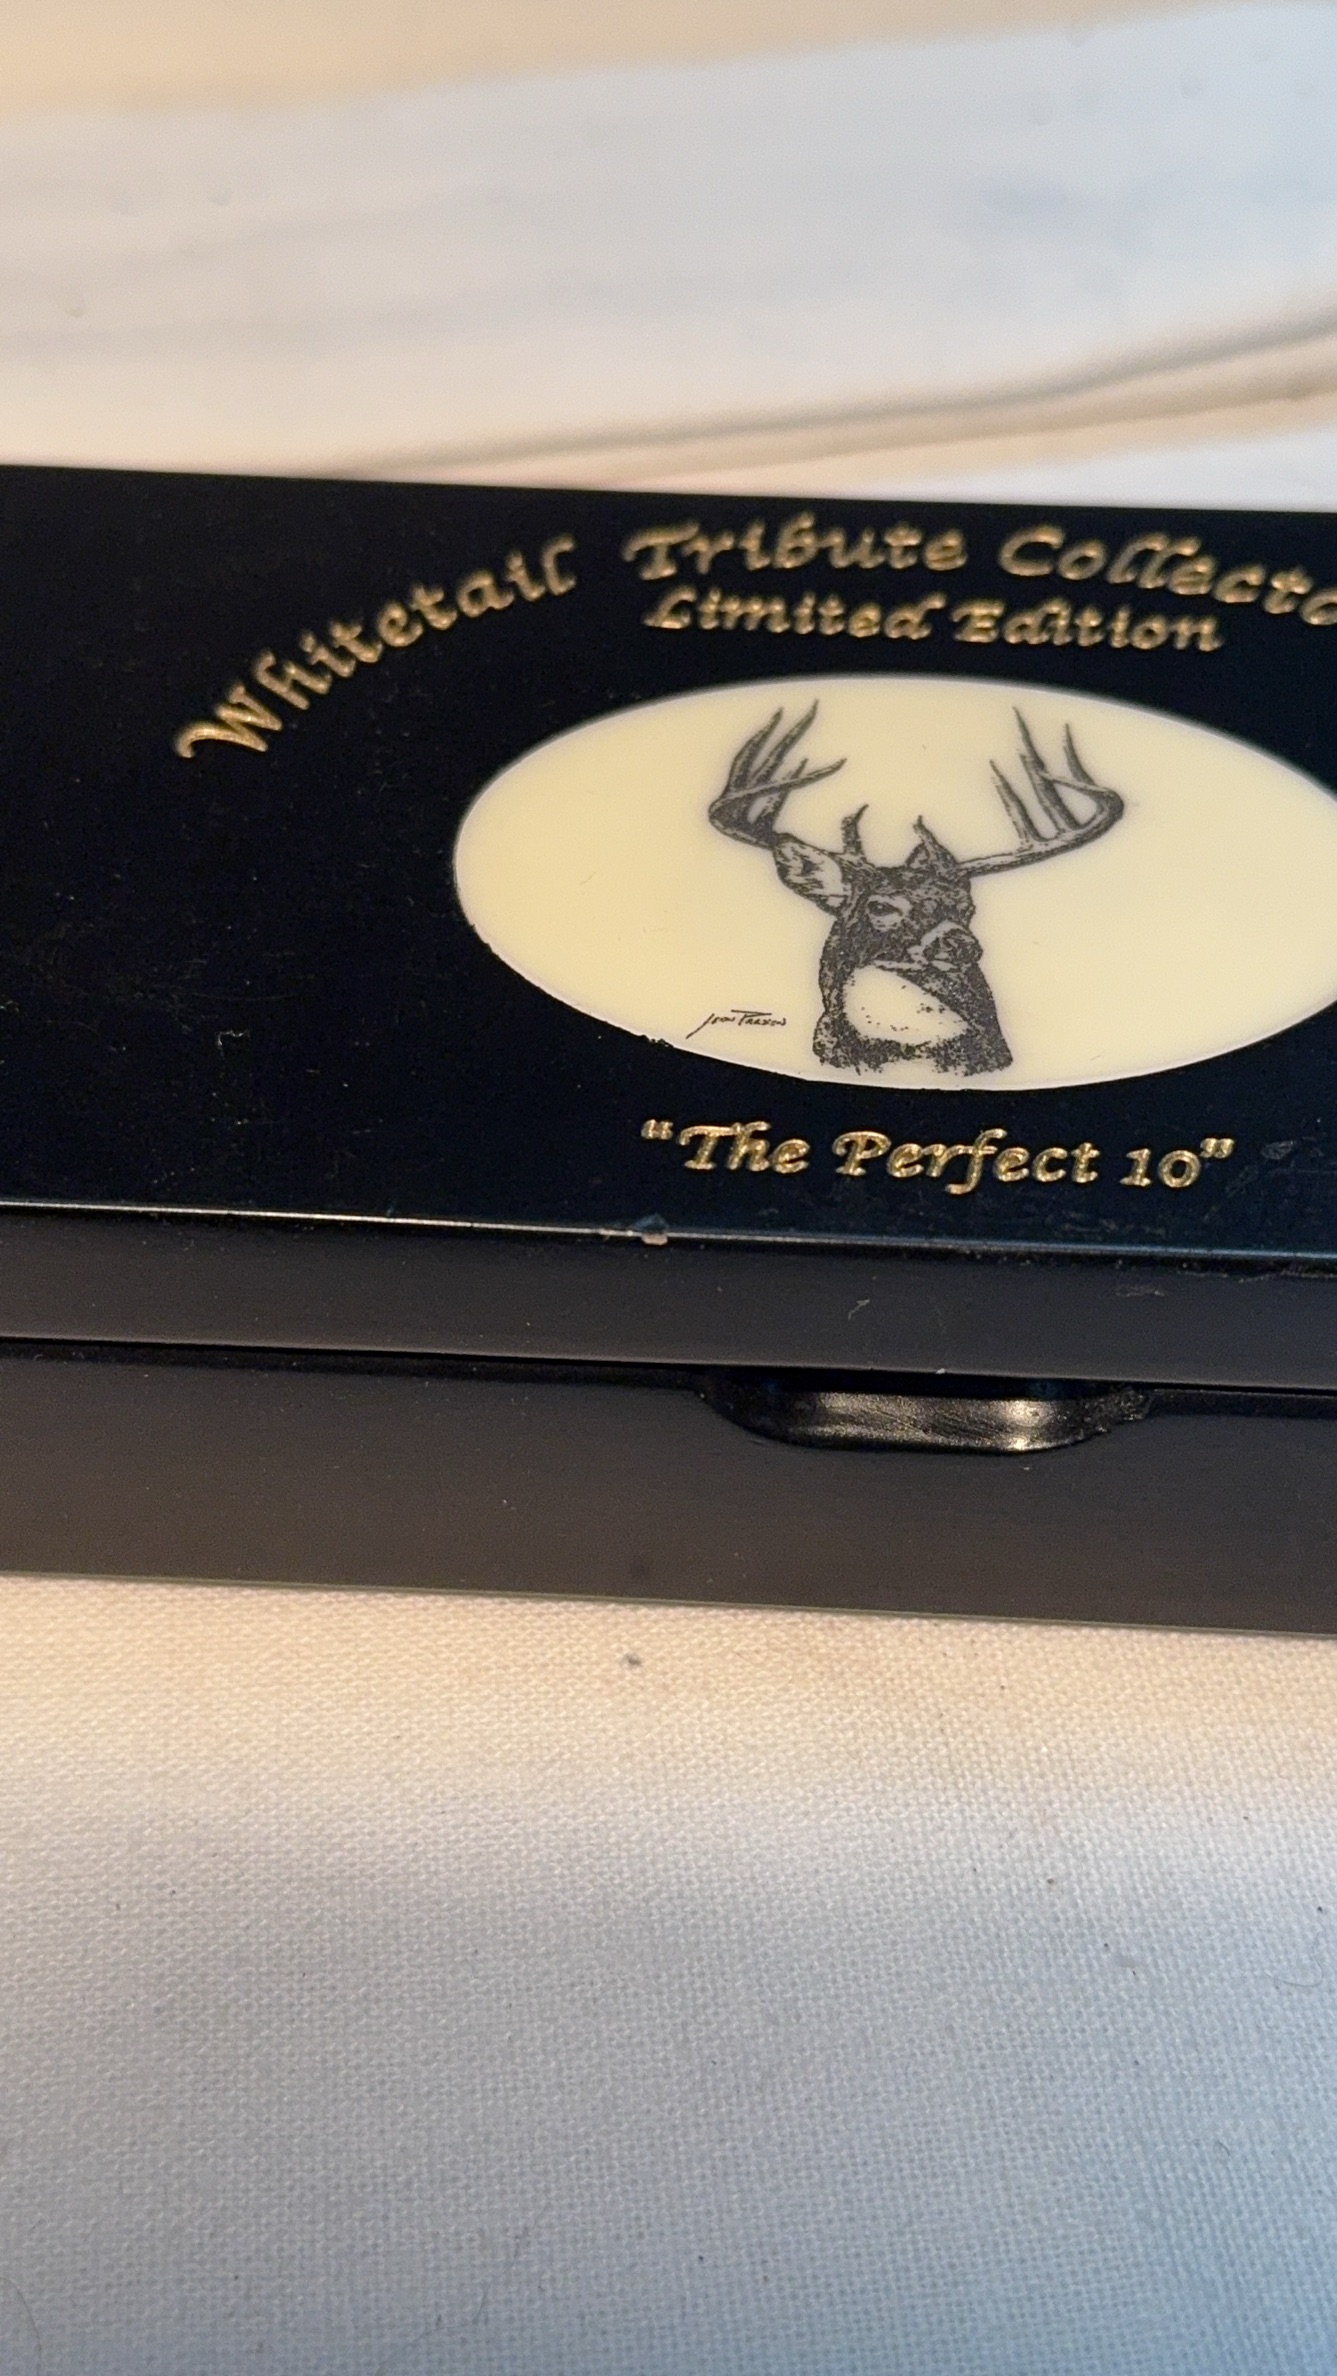 Whitetail Tribute Collecto
Limited Edition
"The Perfect 10"